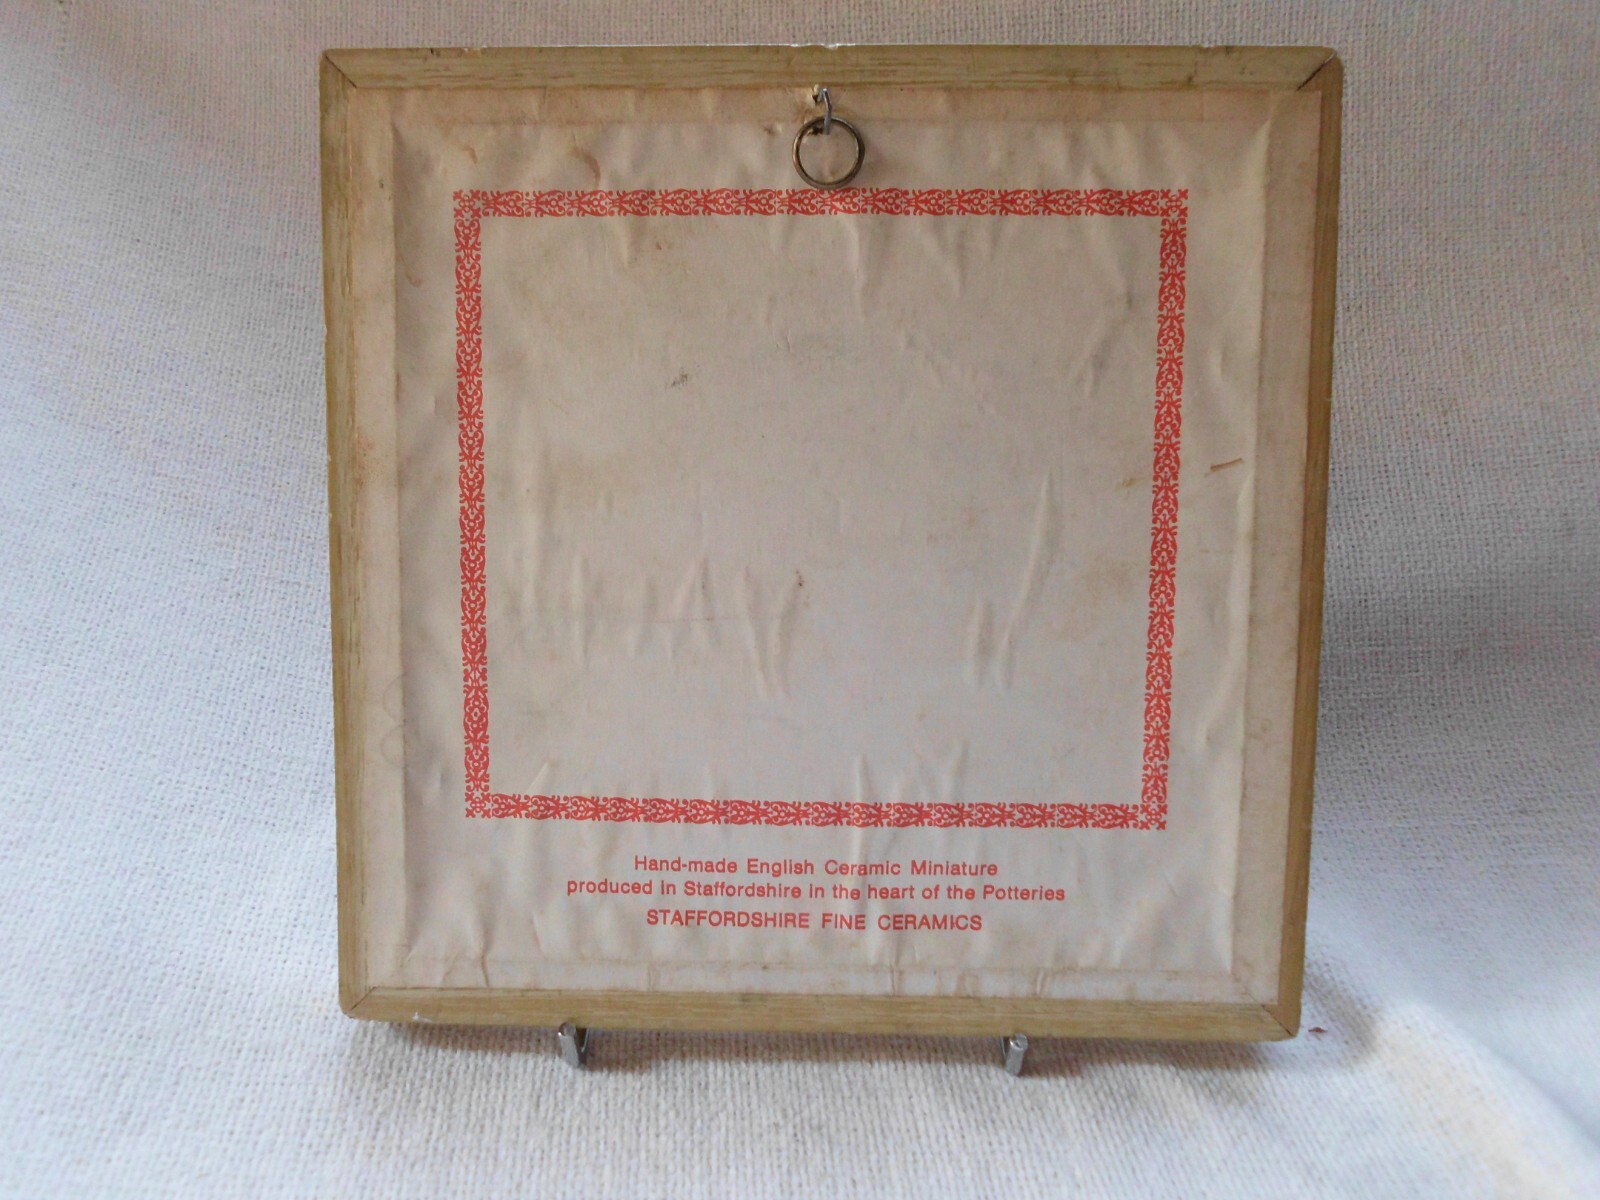 Hand-made English Ceramic Miniature
produced in Staffordshire in the heart of the Potteries
STAFFORDSHIRE FINE CERAMICS